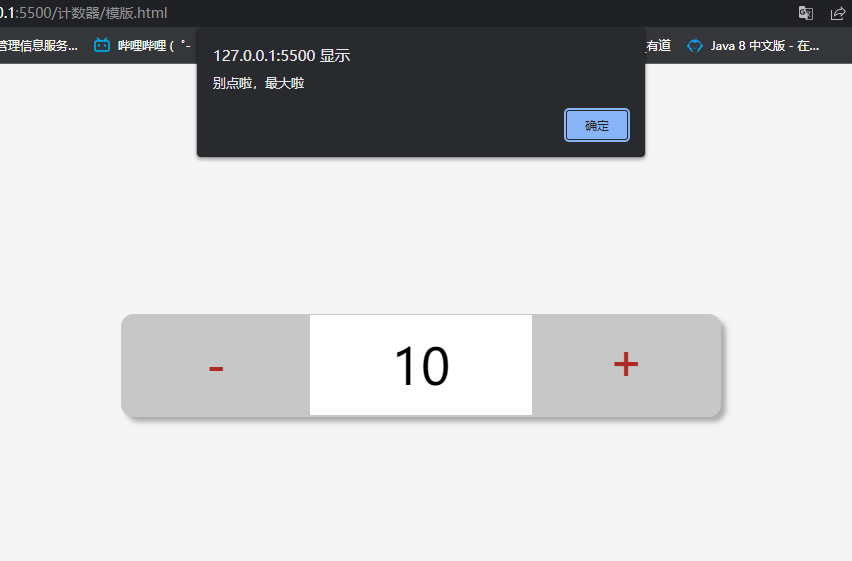 0.1:5500/计数器/模版.html
管理信息服务...
哔哩哔哩 ( ゜-
有道
Java 8 中文版 - 在...
127.0.0.1:5500 显示
别点啦，最大啦
确定
-
10
+